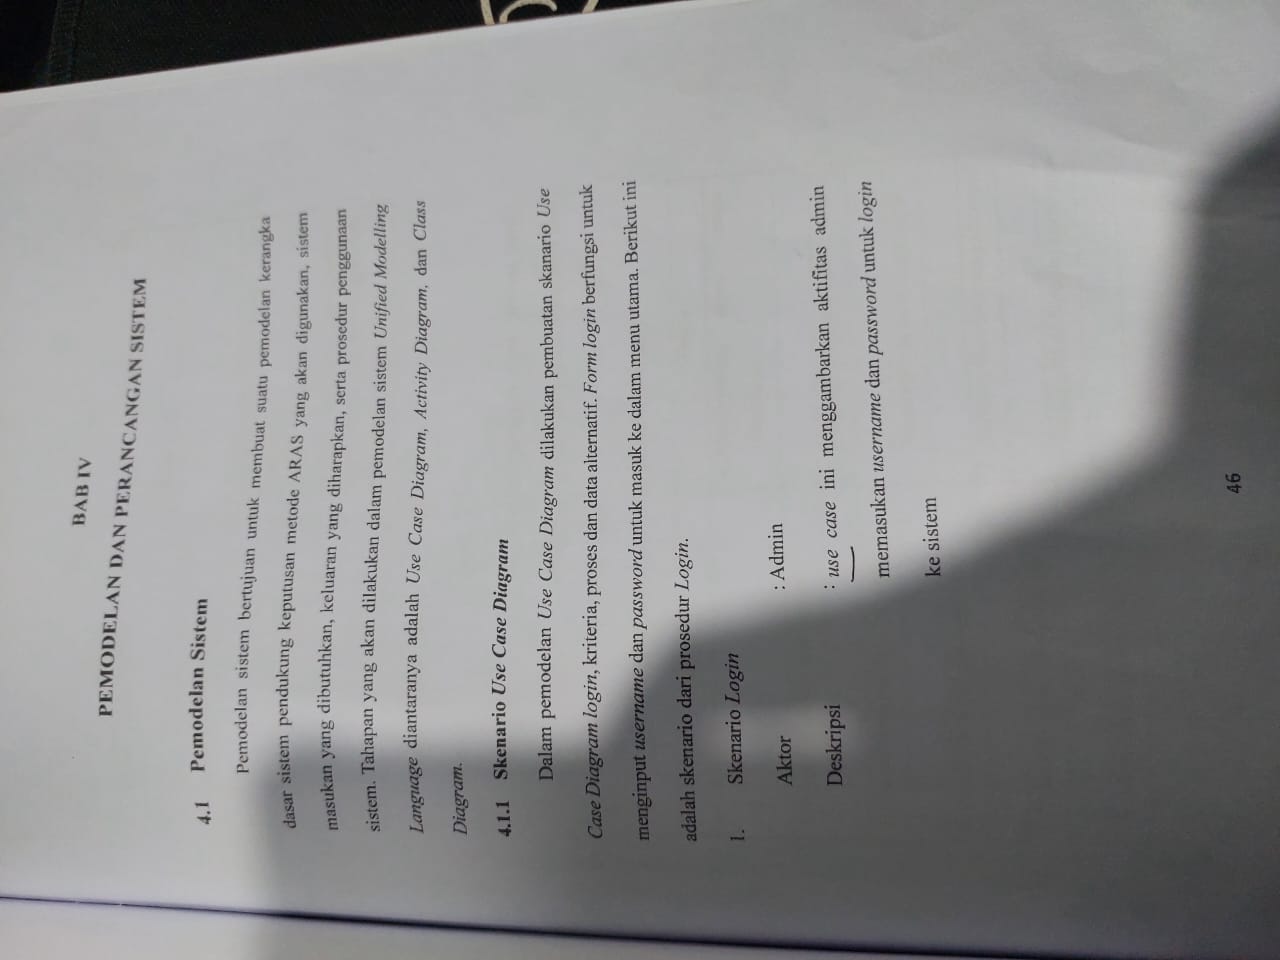 BAB IV
PEMODELAN DAN PERANCANGAN SISTEM
4.1 Pemodelan Sistem
Pemodelan sistem bertujuan untuk membuat suatu pemodelan kerangka
dasar sistem pendukung keputusan metode ARAS yang akan digunakan, sistem
masukan yang dibutuhkan, keluaran yang diharapkan, serta prosedur penggunaan
sistem. Tahapan yang akan dilakukan dalam pemodelan sistem Unified Modelling
Language diantaranya adalah Use Case Diagram, Activity Diagram, dan Class
Diagram.
4.1.1 Skenario Use Case Diagram
Dalam pemodelan Use Case Diagram dilakukan pembuatan skanario Use
Case Diagram login, kriteria, proses dan data alternatif. Form login berfungsi untuk
menginput username dan password untuk masuk ke dalam menu utama. Berikut ini
adalah skenario dari prosedur Login.
1. Skenario Login
Aktor : Admin
Deskripsi : use case ini menggambarkan aktifitas admin
memasukan username dan password untuk login
ke sistem
46